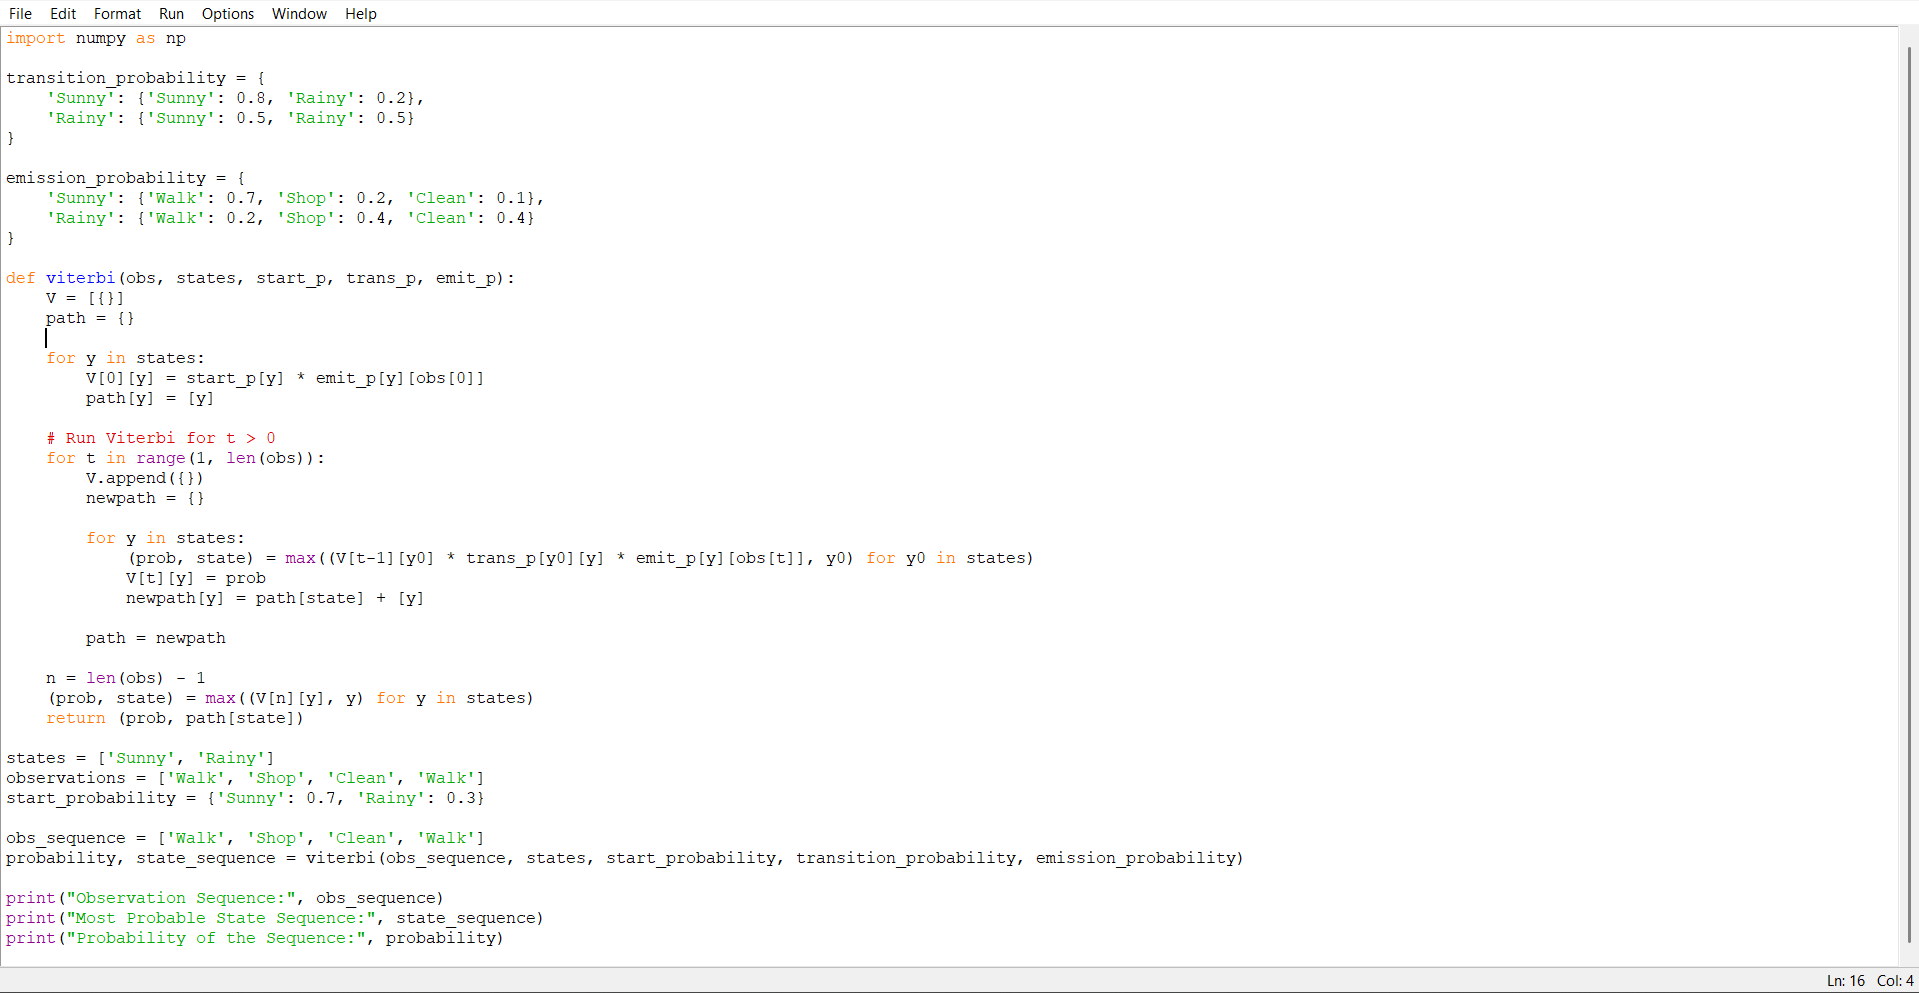 File Edit Format Run Options Window Help
import numpy as np
transition_probability = {
    'Sunny': {'Sunny': 0.8, 'Rainy': 0.2},
    'Rainy': {'Sunny': 0.5, 'Rainy': 0.5}
}
emission_probability = {
    'Sunny': {'Walk': 0.7, 'Shop': 0.2, 'Clean': 0.1},
    'Rainy': {'Walk': 0.2, 'Shop': 0.4, 'Clean': 0.4}
}
def viterbi(obs, states, start_p, trans_p, emit_p):
    V = [{}]
    path = {}
    for y in states:
        V[0][y] = start_p[y] * emit_p[y][obs[0]]
        path[y] = [y]
    # Run Viterbi for t > 0
    for t in range(1, len(obs)):
        V.append({})
        newpath = {}
        for y in states:
            (prob, state) = max((V[t-1][y0] * trans_p[y0][y] * emit_p[y][obs[t]], y0) for y0 in states)
            V[t][y] = prob
            newpath[y] = path[state] + [y]
        path = newpath
    n = len(obs) - 1
    (prob, state) = max((V[n][y], y) for y in states)
    return (prob, path[state])
states = ['Sunny', 'Rainy']
observations = ['Walk', 'Shop', 'Clean', 'Walk']
start_probability = {'Sunny': 0.7, 'Rainy': 0.3}
obs_sequence = ['Walk', 'Shop', 'Clean', 'Walk']
probability, state_sequence = viterbi(obs_sequence, states, start_probability, transition_probability, emission_probability)
print("Observation Sequence:", obs_sequence)
print("Most Probable State Sequence:", state_sequence)
print("Probability of the Sequence:", probability)
Ln: 16 Col: 4